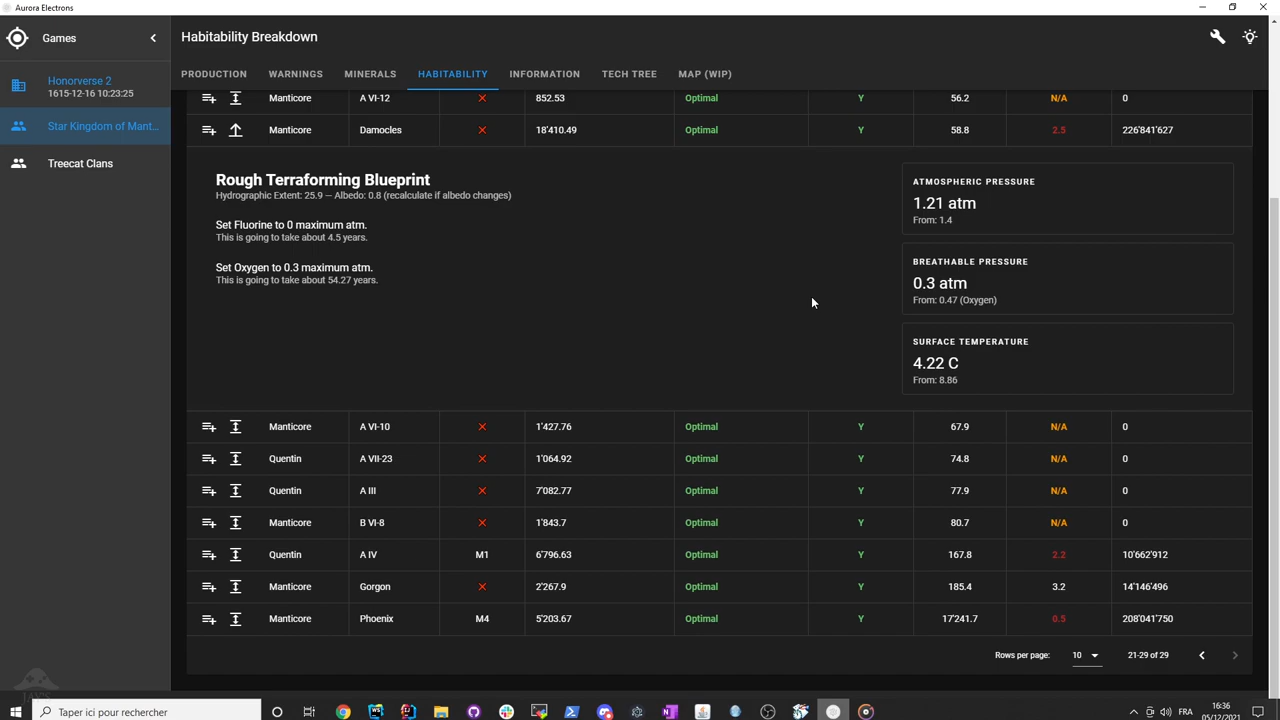 Aurora Electrons
Games
Habitability Breakdown
PRODUCTION WARNINGS MINERALS HABITABILITY INFORMATION TECH TREE MAP (WIP)
Honorverse 2
1615-12-16 10:23:25
Star Kingdom of Mant...
Treecat Clans
Manticore A VI-12 852.53 Optimal Y 56.2 N/A 0
Manticore Damocles 18'410.49 Optimal Y 58.8 2.5 226'841'627
Rough Terraforming Blueprint
Hydrographic Extent: 25.9 — Albedo: 0.8 (recalculate if albedo changes)
Set Fluorine to 0 maximum atm.
This is going to take about 4.5 years.
Set Oxygen to 0.3 maximum atm.
This is going to take about 54.27 years.
ATMOSPHERIC PRESSURE
1.21 atm
From: 1.4
BREATHABLE PRESSURE
0.3 atm
From: 0.47 (Oxygen)
SURFACE TEMPERATURE
4.22 C
From: 8.86
Manticore A VI-10 1'427.76 Optimal Y 67.9 N/A 0
Quentin A VII-23 1'064.92 Optimal Y 74.8 N/A 0
Quentin A III 7'082.77 Optimal Y 77.9 N/A 0
Manticore B VI-8 1'843.7 Optimal Y 80.7 N/A 0
Quentin A IV M1 6'796.63 Optimal Y 167.8 2.2 10'662'912
Manticore Gorgon 2'267.9 Optimal Y 185.4 3.2 14'146'496
Manticore Phoenix M4 5'203.67 Optimal Y 17'241.7 0.5 208'041'750
Rows per page: 10 21-29 of 29
Taper ici pour rechercher
FRA
16:36
05/12/2021